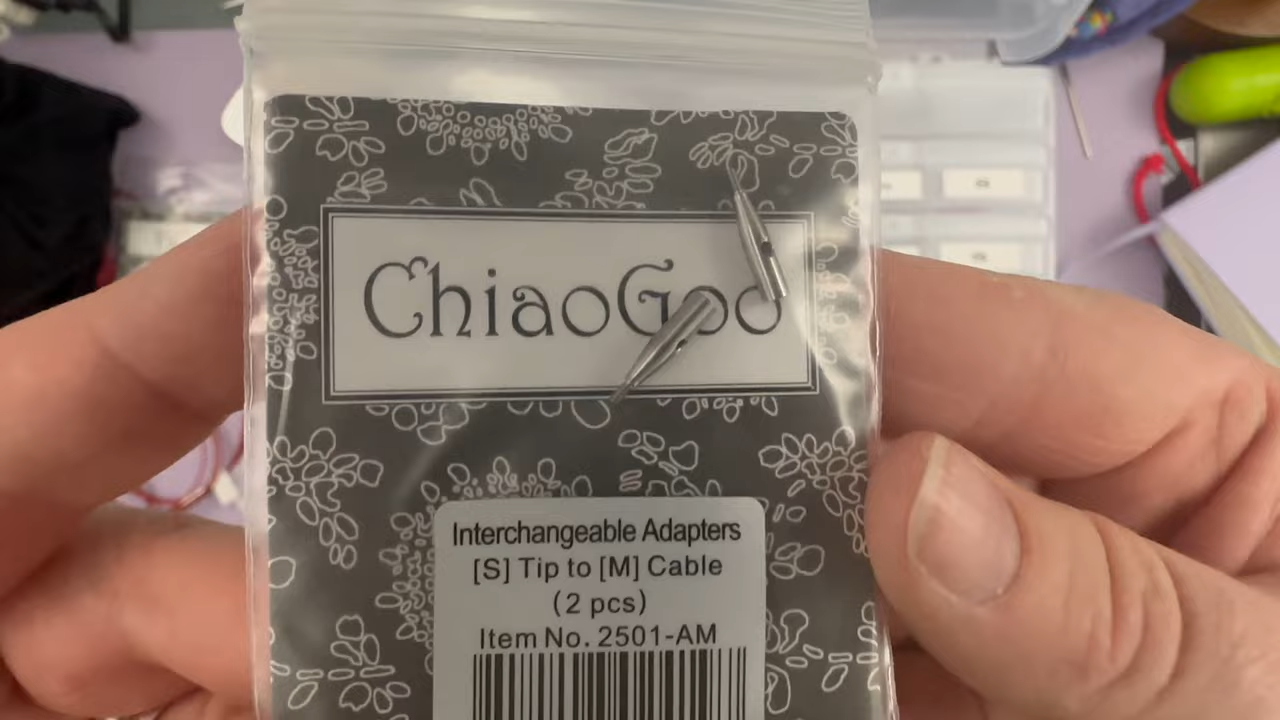 ChiaoGoo
Interchangeable Adapters
[S] Tip to [M] Cable
(2 pcs)
Item No. 2501-AM